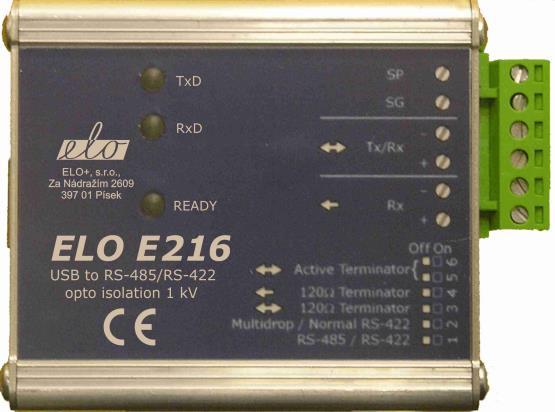 TxD
RxD
elo
ELO+, s.r.o.,
Za Nádražím 2609
397 01 Písek
READY
ELO E216
USB to RS-485/RS-422
opto isolation 1 kV
CE
SP
SG
-
Tx/Rx
+
-
Rx
+
Off On
Active Terminator { 6
5
120Ω Terminator 4
120Ω Terminator 3
Multidrop / Normal RS-422 2
RS-485 / RS-422 1